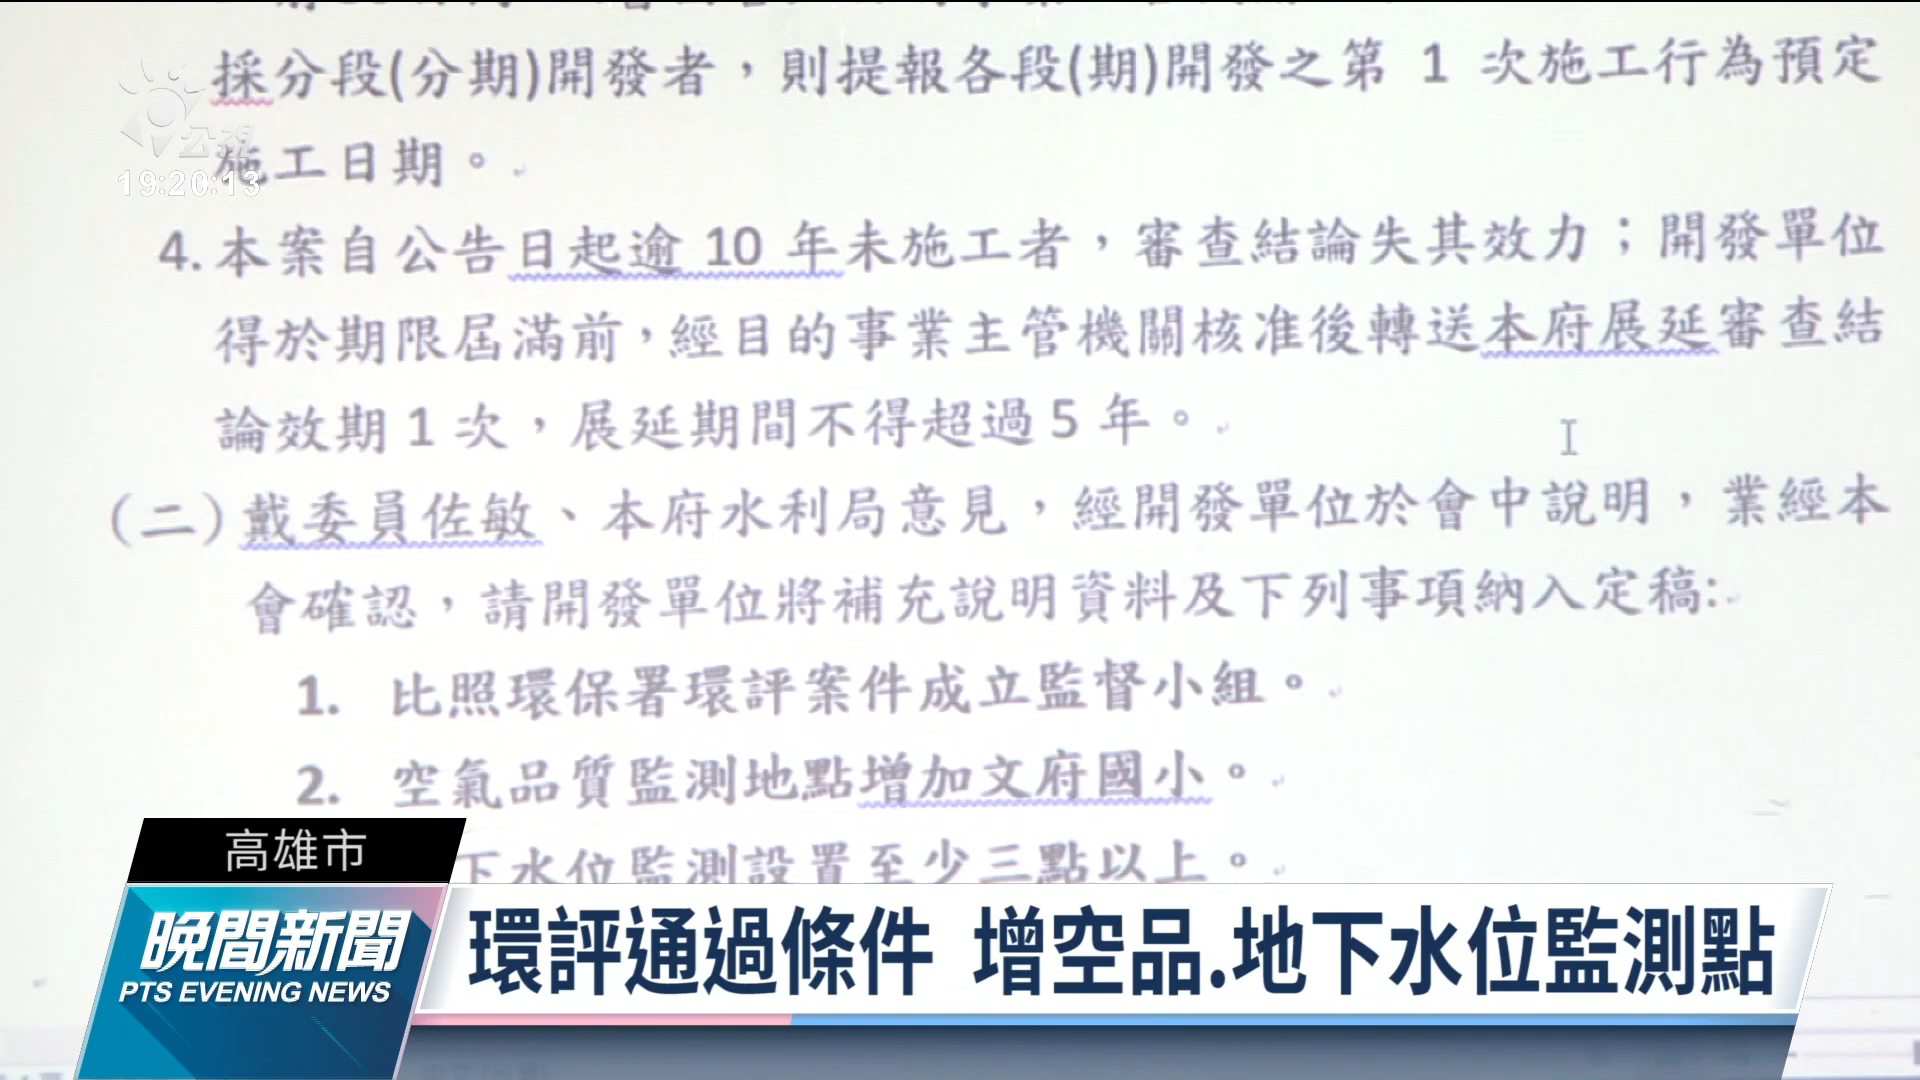 採分段(分期)開發者，則提報各段(期)開發之第 1 次施工行為預定
施工日期。
公視
19:20:13
4. 本案自公告日起逾 10 年未施工者，審查結論失其效力；開發單位
得於期限屆滿前，經目的事業主管機關核准後轉送本府展延審查結
論效期 1 次，展延期間不得超過 5 年。
(二) 戴委員佐敏、本府水利局意見，經開發單位於會中說明，業經本
會確認，請開發單位將補充說明資料及下列事項納入定稿:
1. 比照環保署環評案件成立監督小組。
2. 空氣品質監測地點增加文府國小。
下水位監測設置至少三點以上。
高雄市
晚間新聞
PTS EVENING NEWS
環評通過條件 增空品.地下水位監測點